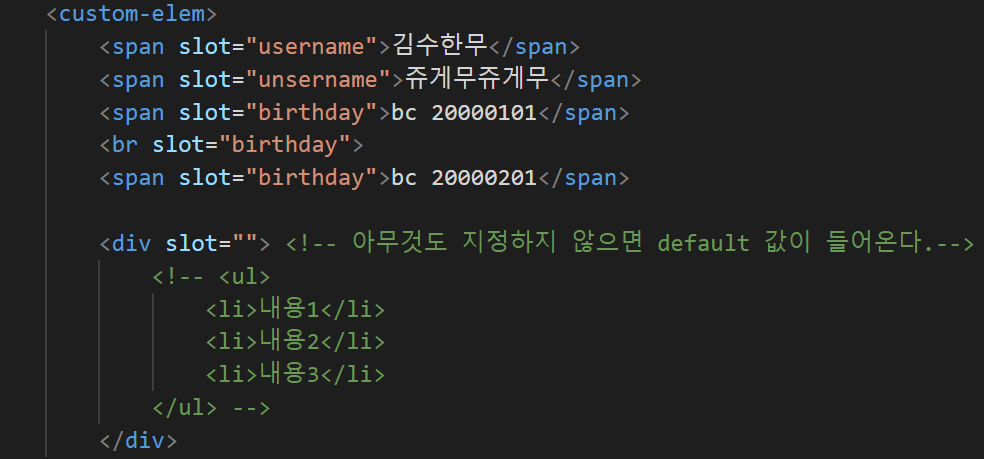 <custom-elem>
<span slot="username">김수한무</span>
<span slot="unsername">쥬게무쥬게무</span>
<span slot="birthday">bc 20000101</span>
<br slot="birthday">
<span slot="birthday">bc 20000201</span>
<div slot=""> <!-- 아무것도 지정하지 않으면 default 값이 들어온다.-->
<!-- <ul>
<li>내용1</li>
<li>내용2</li>
<li>내용3</li>
</ul> -->
</div>